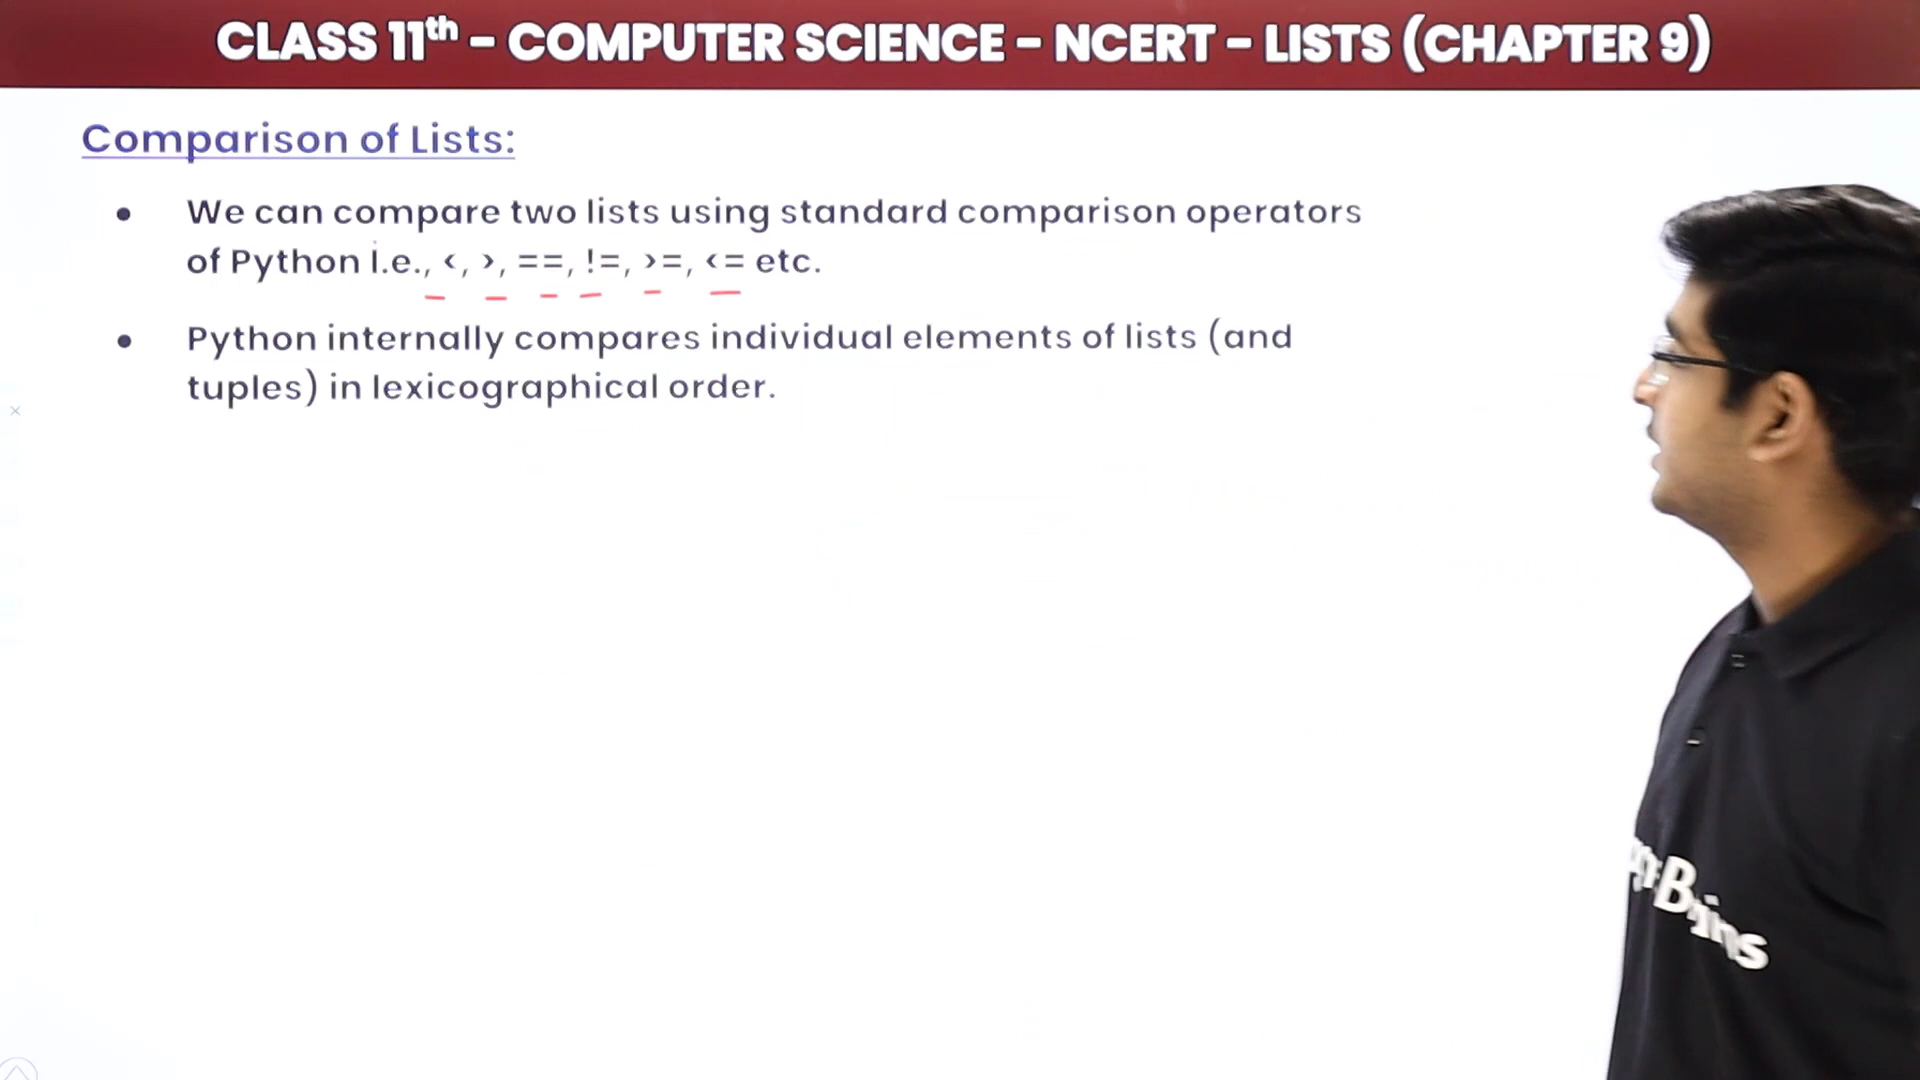 CLASS 11th - COMPUTER SCIENCE - NCERT - LISTS (CHAPTER 9)
Comparison of Lists:
• We can compare two lists using standard comparison operators
of Python i.e., <, >, ==, !=, >=, <= etc.
• Python internally compares individual elements of lists (and
tuples) in lexicographical order.
Brains